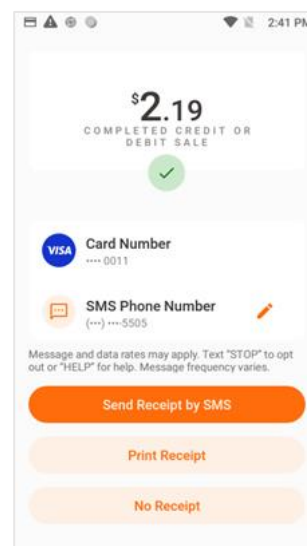 2:41 PM
$2.19
COMPLETED CREDIT OR
DEBIT SALE
VISA
Card Number
•••• 0011
SMS Phone Number
(•••) •••-5505
Message and data rates may apply. Text "STOP" to opt
out or "HELP" for help. Message frequency varies.
Send Receipt by SMS
Print Receipt
No Receipt